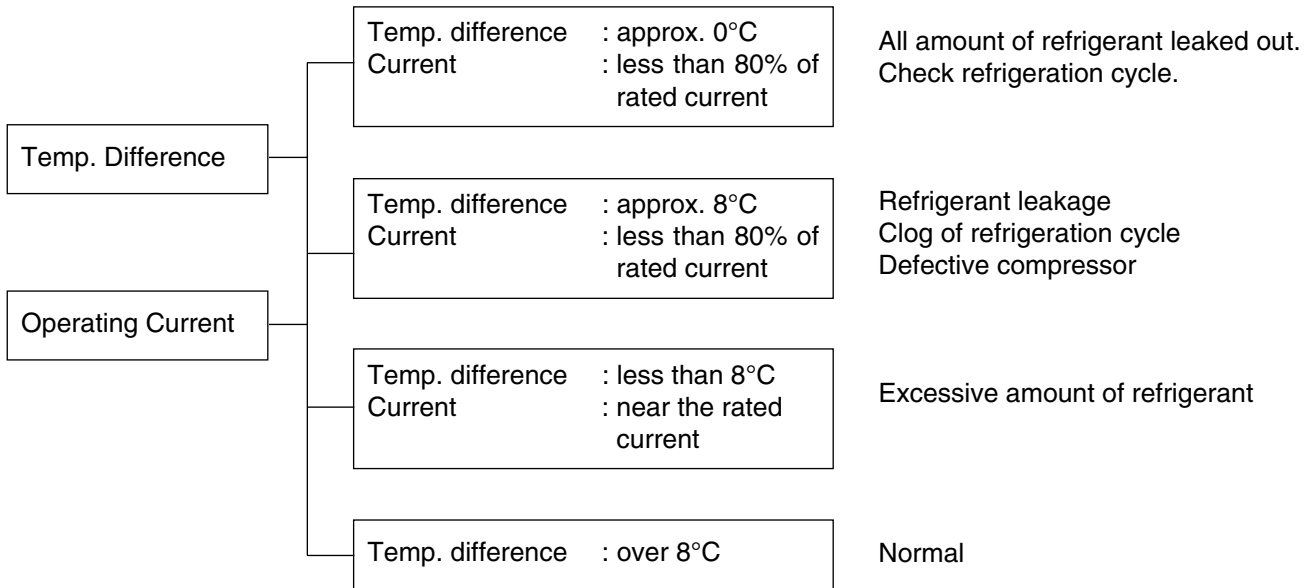 Temp. Difference
Operating Current
Temp. difference : approx. 0°C
Current : less than 80% of
rated current
All amount of refrigerant leaked out.
Check refrigeration cycle.
Temp. difference : approx. 8°C
Current : less than 80% of
rated current
Refrigerant leakage
Clog of refrigeration cycle
Defective compressor
Temp. difference : less than 8°C
Current : near the rated
current
Excessive amount of refrigerant
Temp. difference : over 8°C
Normal